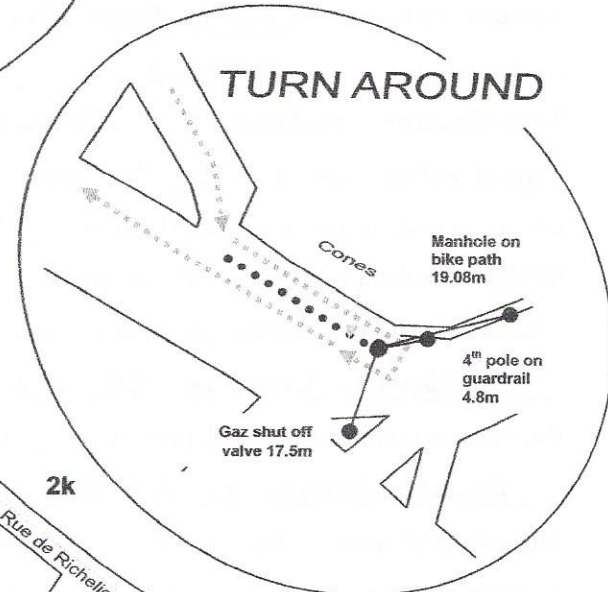 TURN AROUND
Cones
Manhole on
bike path
19.08m
4th pole on
guardrail
4.8m
Gaz shut off
valve 17.5m
2k
Rue de